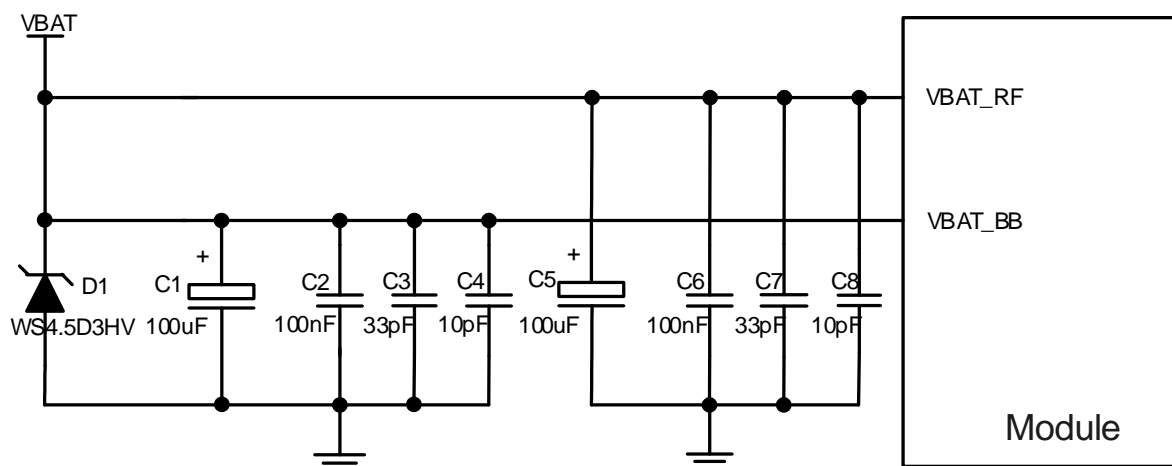 VBAT
VBAT_RF
VBAT_BB
+
+
D1
C1
C2
C3
C4
C5
C6
C7
C8
WS4.5D3HV
100uF
100nF
33pF
10pF
100uF
100nF
33pF
10pF
Module